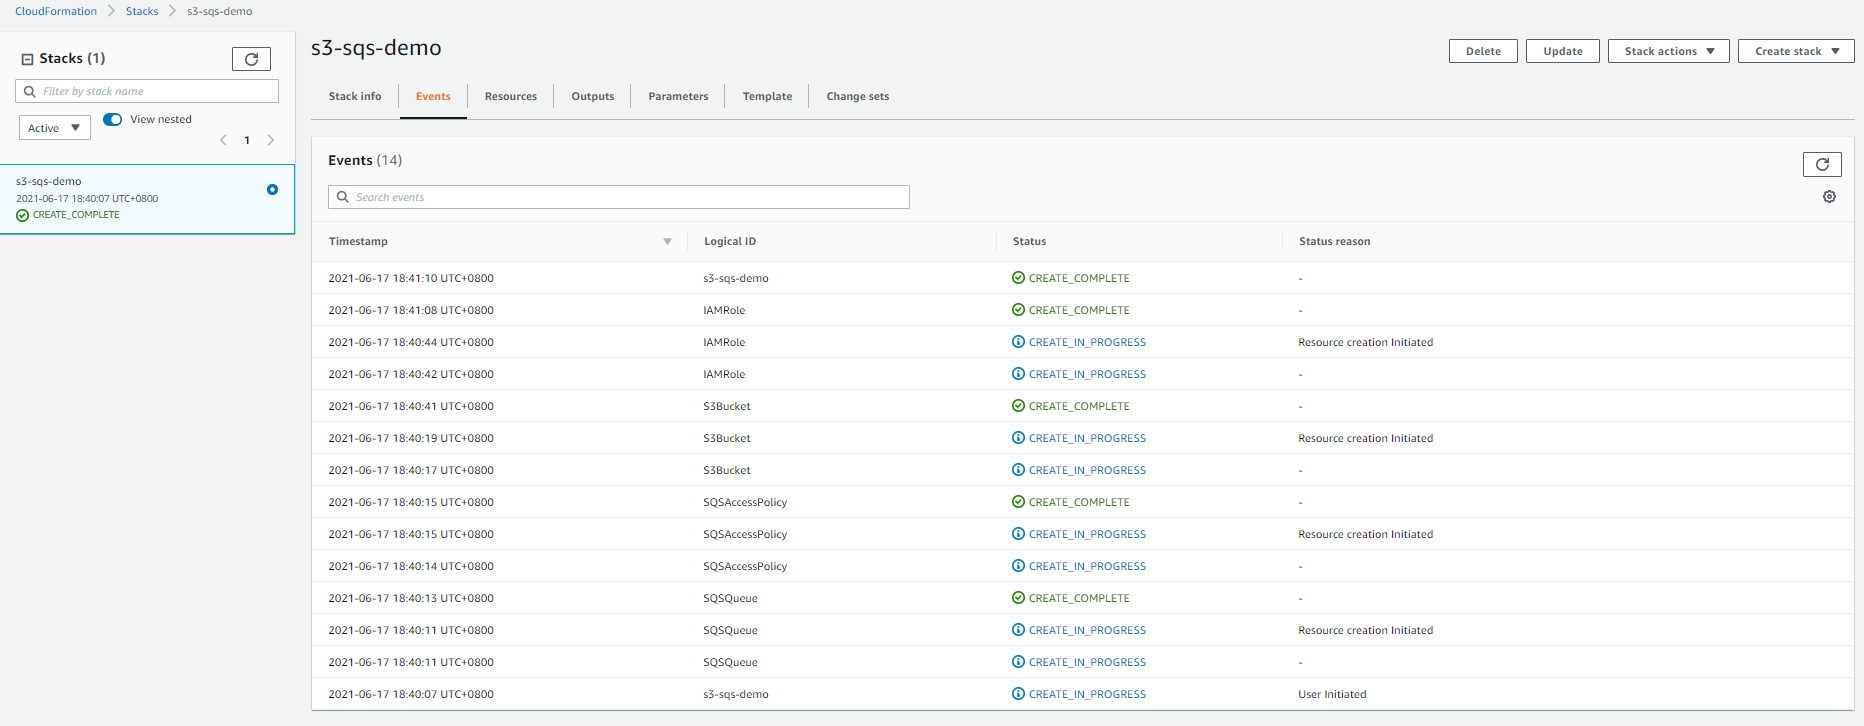 CloudFormation > Stacks > s3-sqs-demo
Stacks (1)
Filter by stack name
Active
View nested
1
s3-sqs-demo
2021-06-17 18:40:07 UTC+0800
CREATE_COMPLETE
s3-sqs-demo
Delete Update Stack actions Create stack
Stack info Events Resources Outputs Parameters Template Change sets
Events (14)
Search events
Timestamp Logical ID Status Status reason
2021-06-17 18:41:10 UTC+0800 s3-sqs-demo CREATE_COMPLETE -
2021-06-17 18:41:08 UTC+0800 IAMRole CREATE_COMPLETE -
2021-06-17 18:40:44 UTC+0800 IAMRole CREATE_IN_PROGRESS Resource creation Initiated
2021-06-17 18:40:42 UTC+0800 IAMRole CREATE_IN_PROGRESS -
2021-06-17 18:40:41 UTC+0800 S3Bucket CREATE_COMPLETE -
2021-06-17 18:40:19 UTC+0800 S3Bucket CREATE_IN_PROGRESS Resource creation Initiated
2021-06-17 18:40:17 UTC+0800 S3Bucket CREATE_IN_PROGRESS -
2021-06-17 18:40:15 UTC+0800 SQSAccessPolicy CREATE_COMPLETE -
2021-06-17 18:40:15 UTC+0800 SQSAccessPolicy CREATE_IN_PROGRESS Resource creation Initiated
2021-06-17 18:40:14 UTC+0800 SQSAccessPolicy CREATE_IN_PROGRESS -
2021-06-17 18:40:13 UTC+0800 SQSQueue CREATE_COMPLETE -
2021-06-17 18:40:11 UTC+0800 SQSQueue CREATE_IN_PROGRESS Resource creation Initiated
2021-06-17 18:40:11 UTC+0800 SQSQueue CREATE_IN_PROGRESS -
2021-06-17 18:40:07 UTC+0800 s3-sqs-demo CREATE_IN_PROGRESS User Initiated